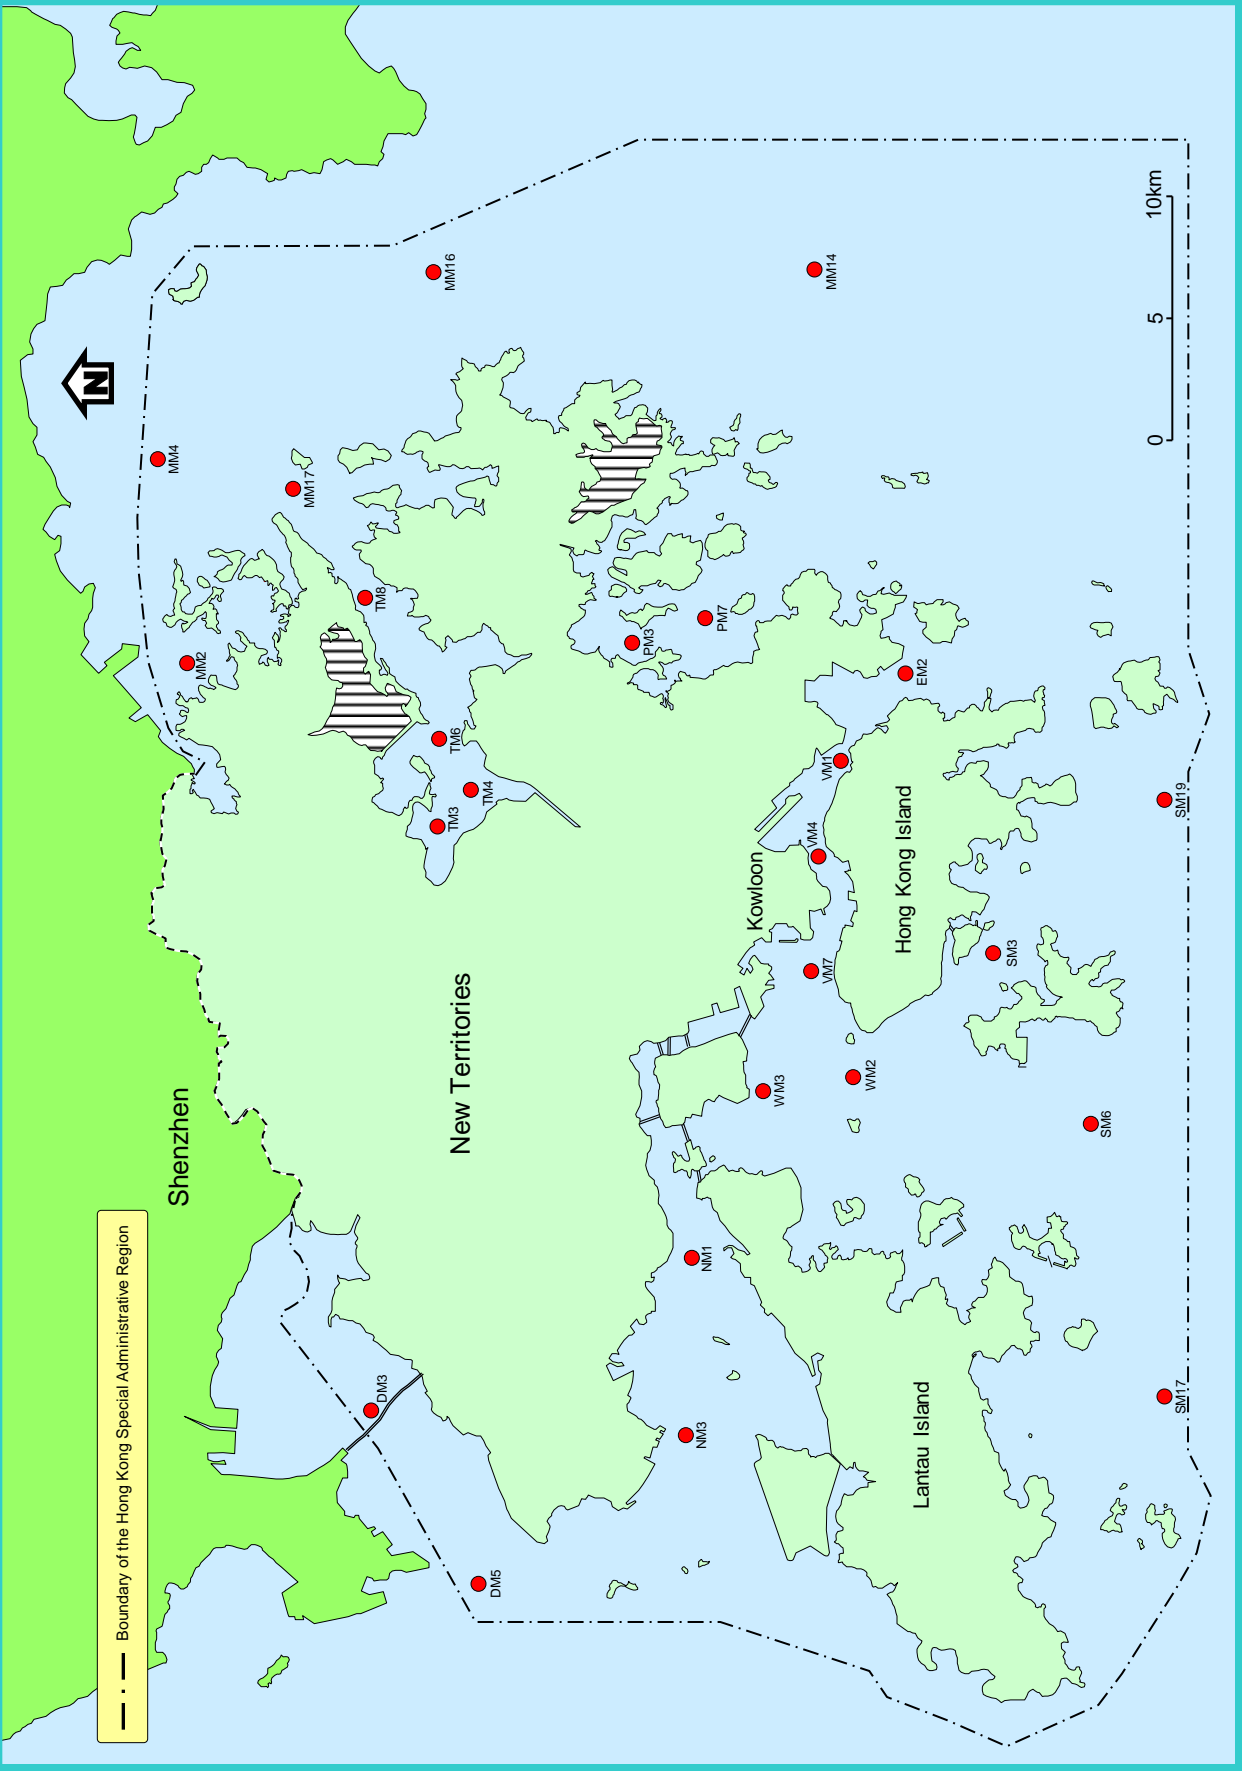 Boundary of the Hong Kong Special Administrative Region
N
Shenzhen
MM4
MM2
MM17
DM3
TM8
MM16
New Territories
TM3
TM6
TM4
DM5
PM3
NM3
NM1
PM7
Kowloon
WM3
VM4
VM7
VM1
MM14
WM2
Hong Kong Island
Lantau Island
EM2
SM3
SM6
0 5 10km
SM17
SM19